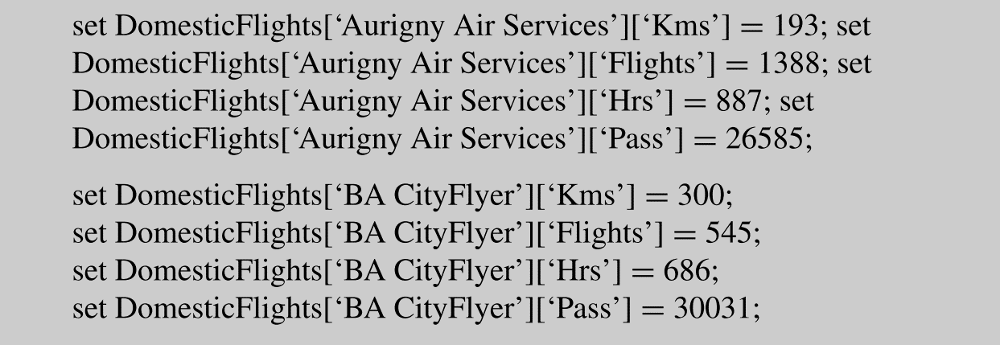 set DomesticFlights[‘Aurigny Air Services’][‘Kms’] = 193; set
DomesticFlights[‘Aurigny Air Services’][‘Flights’] = 1388; set
DomesticFlights[‘Aurigny Air Services’][‘Hrs’] = 887; set
DomesticFlights[‘Aurigny Air Services’][‘Pass’] = 26585;
set DomesticFlights[‘BA CityFlyer’][‘Kms’] = 300;
set DomesticFlights[‘BA CityFlyer’][‘Flights’] = 545;
set DomesticFlights[‘BA CityFlyer’][‘Hrs’] = 686;
set DomesticFlights[‘BA CityFlyer’][‘Pass’] = 30031;